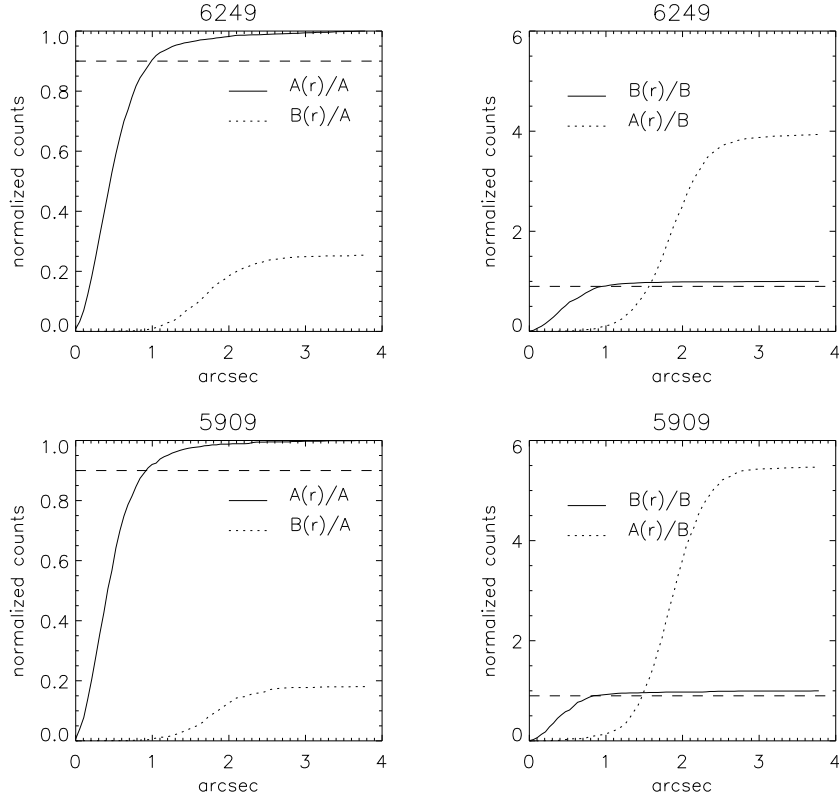 6249
1.0
0.8
0.6
0.4
0.2
0.0
normalized counts
A(r)/A
B(r)/A
0 1 2 3 4
arcsec
6249
6
4
2
0
normalized counts
B(r)/B
A(r)/B
0 1 2 3 4
arcsec
5909
1.0
0.8
0.6
0.4
0.2
0.0
normalized counts
A(r)/A
B(r)/A
0 1 2 3 4
arcsec
5909
6
4
2
0
normalized counts
B(r)/B
A(r)/B
0 1 2 3 4
arcsec